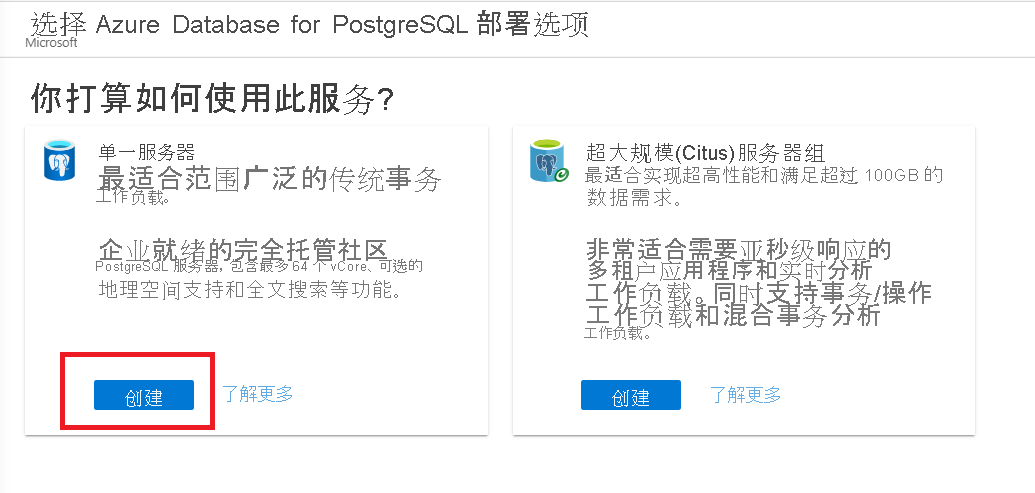 选择 Azure Database for PostgreSQL 部署选项
Microsoft
你打算如何使用此服务?
单一服务器
最适合范围广泛的传统事务
工作负载。
企业就绪的完全托管社区
PostgreSQL 服务器，包含最多 64 个 vCore、可选的
地理空间支持和全文搜索等功能。
创建
了解更多
超大规模(Citus)服务器组
最适合实现超高性能和满足超过 100GB 的
数据需求。
非常适合需要亚秒级响应的
多租户应用程序和实时分析
工作负载。同时支持事务/操作
工作负载和混合事务分析
工作负载。
创建
了解更多